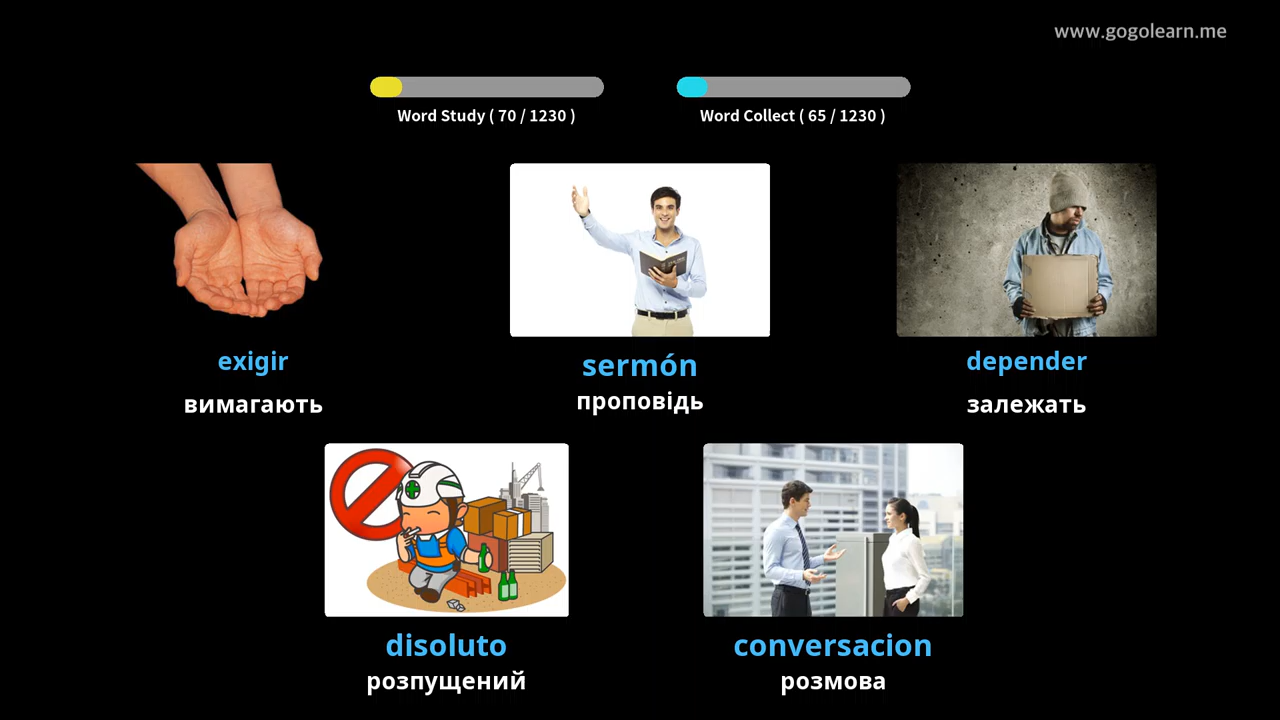 www.gogolearn.me
Word Study ( 70 / 1230 )
Word Collect ( 65 / 1230 )
exigir
вимагають
sermón
проповідь
depender
залежать
disoluto
розпущений
conversacion
розмова